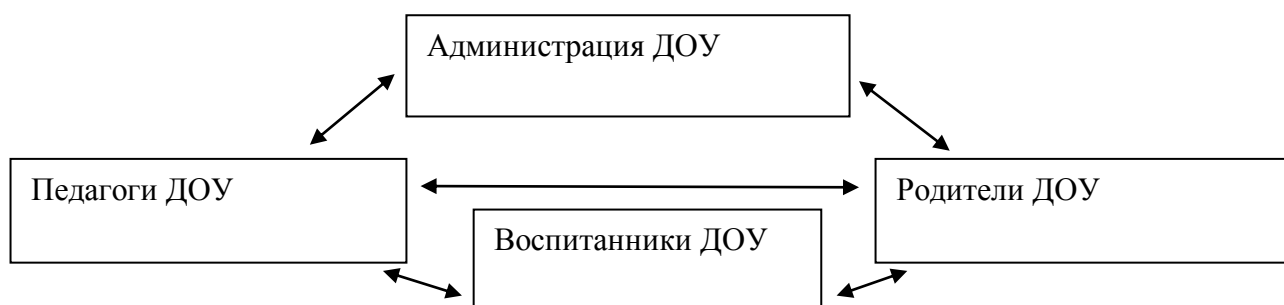 Администрация ДОУ
Педагоги ДОУ
Родители ДОУ
Воспитанники ДОУ